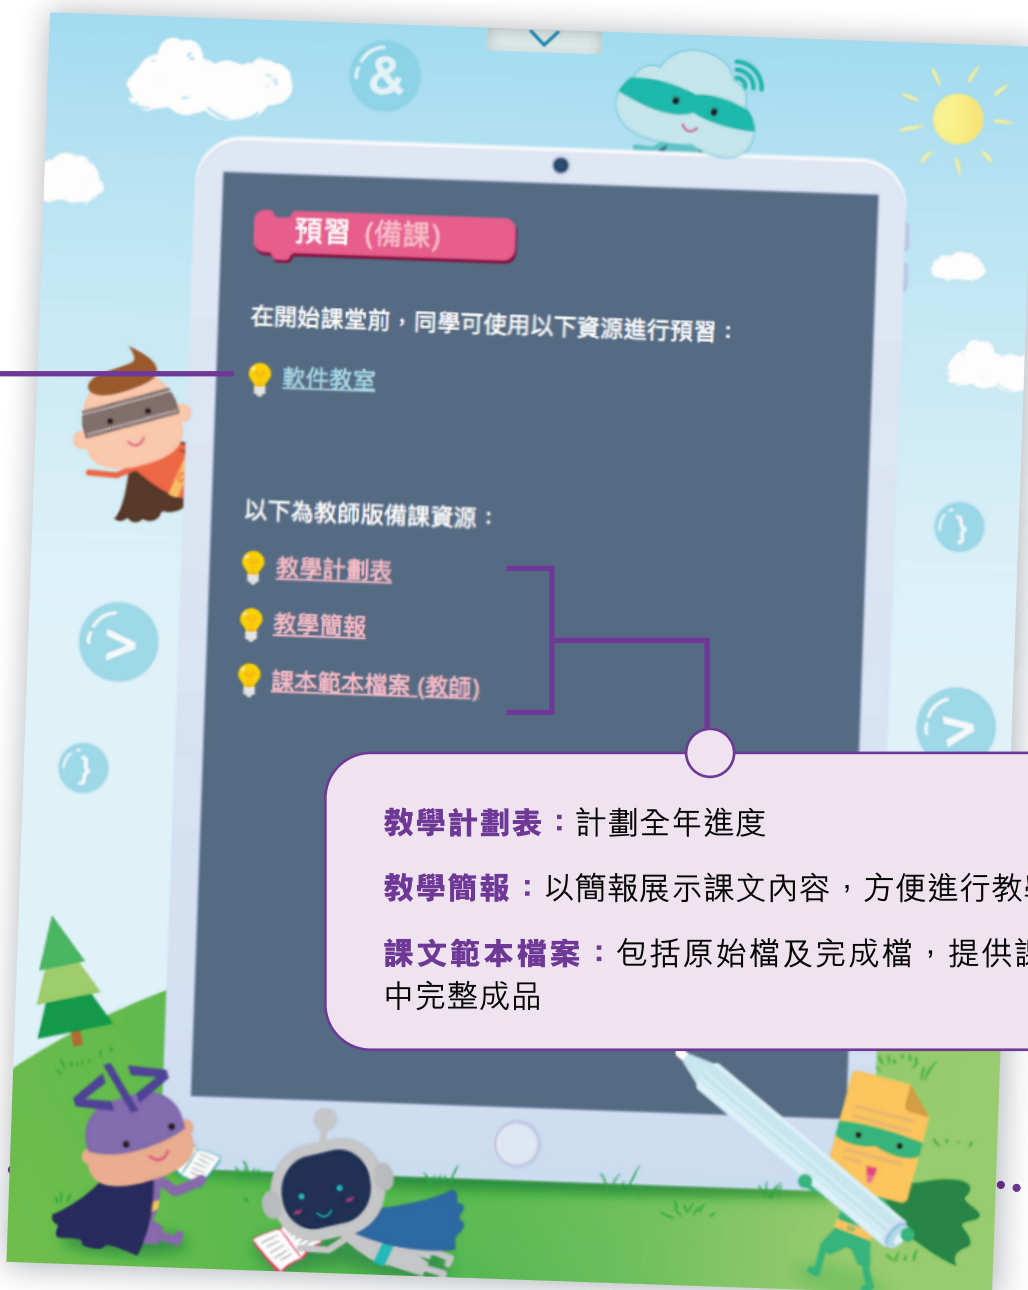 &
預習 (備課)
在開始課堂前，同學可使用以下資源進行預習：
軟件教室
以下為教師版備課資源：
教學計劃表
教學簡報
課本範本檔案 (教師)
}
>
}
>
教學計劃表：計劃全年進度
教學簡報：以簡報展示課文內容，方便進行教
課文範本檔案：包括原始檔及完成檔，提供
中完整成品